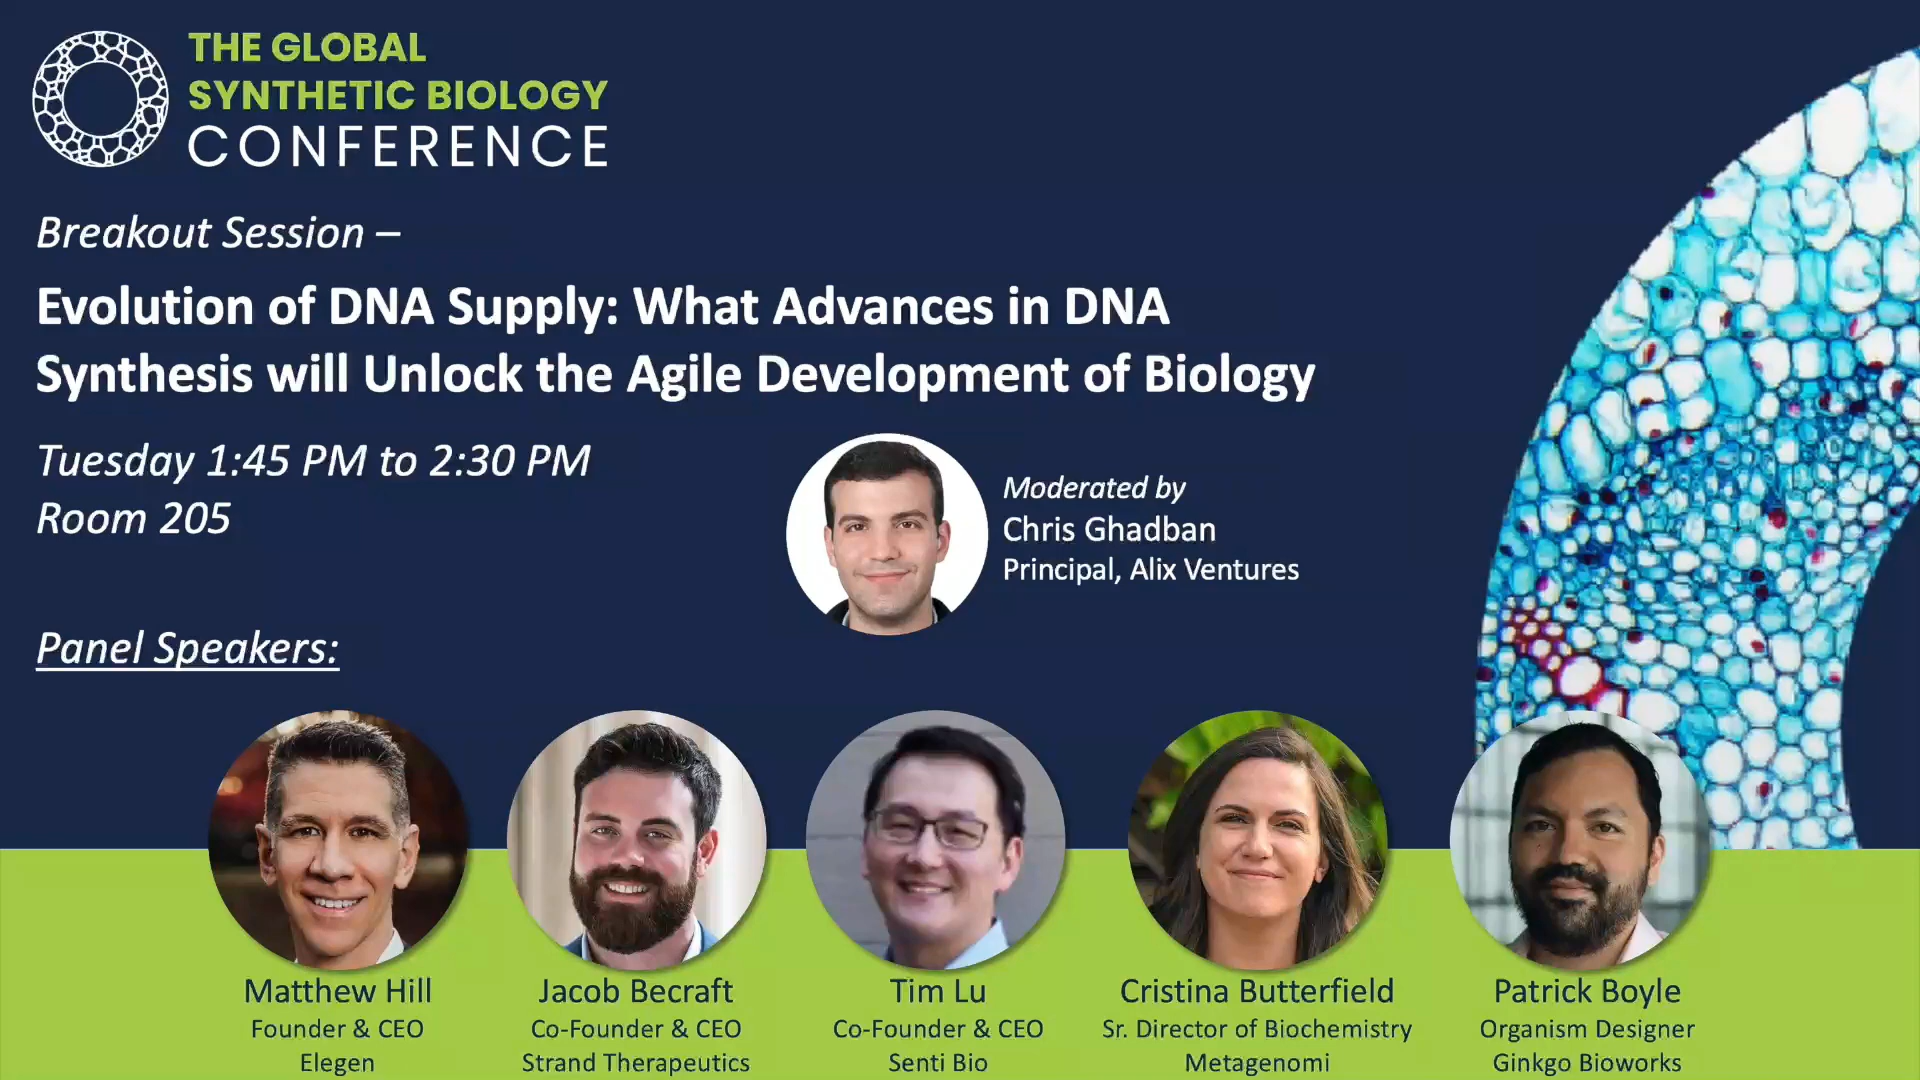 THE GLOBAL
SYNTHETIC BIOLOGY
CONFERENCE
Breakout Session –
Evolution of DNA Supply: What Advances in DNA
Synthesis will Unlock the Agile Development of Biology
Tuesday 1:45 PM to 2:30 PM
Room 205
Moderated by
Chris Ghadban
Principal, Alix Ventures
Panel Speakers:
Matthew Hill
Founder & CEO
Elegen
Jacob Becraft
Co-Founder & CEO
Strand Therapeutics
Tim Lu
Co-Founder & CEO
Senti Bio
Cristina Butterfield
Sr. Director of Biochemistry
Metagenomi
Patrick Boyle
Organism Designer
Ginkgo Bioworks